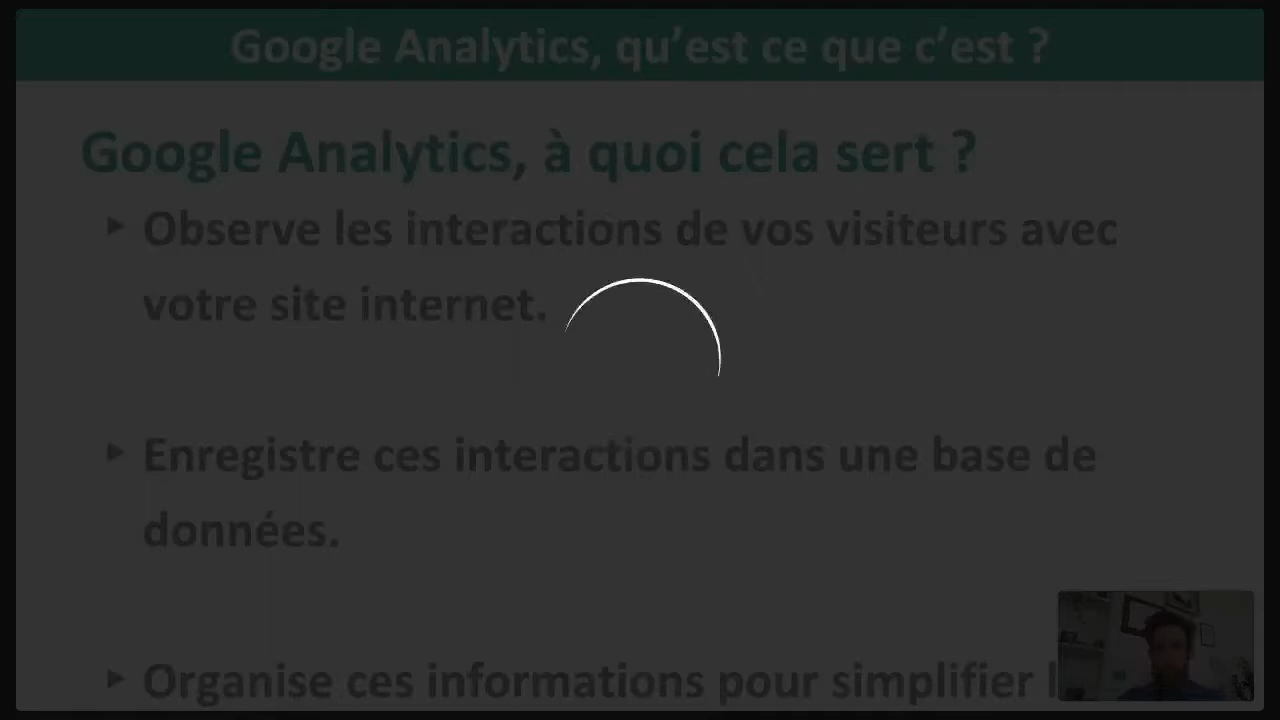 Google Analytics, qu’est ce que c’est ?
Google Analytics, à quoi cela sert ?
Observe les interactions de vos visiteurs avec
votre site internet.
Enregistre ces interactions dans une base de
données.
Organise ces informations pour simplifier